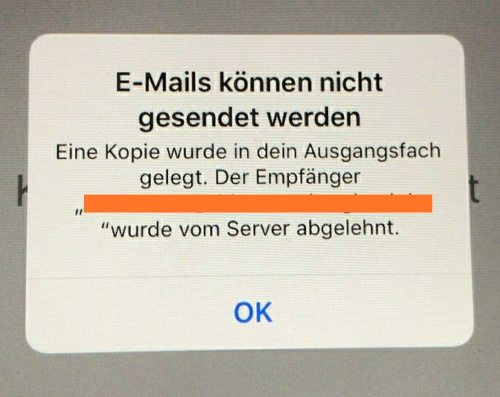 E-Mails können nicht
gesendet werden
Eine Kopie wurde in dein Ausgangsfach
gelegt. Der Empfänger
„
“wurde vom Server abgelehnt.
OK